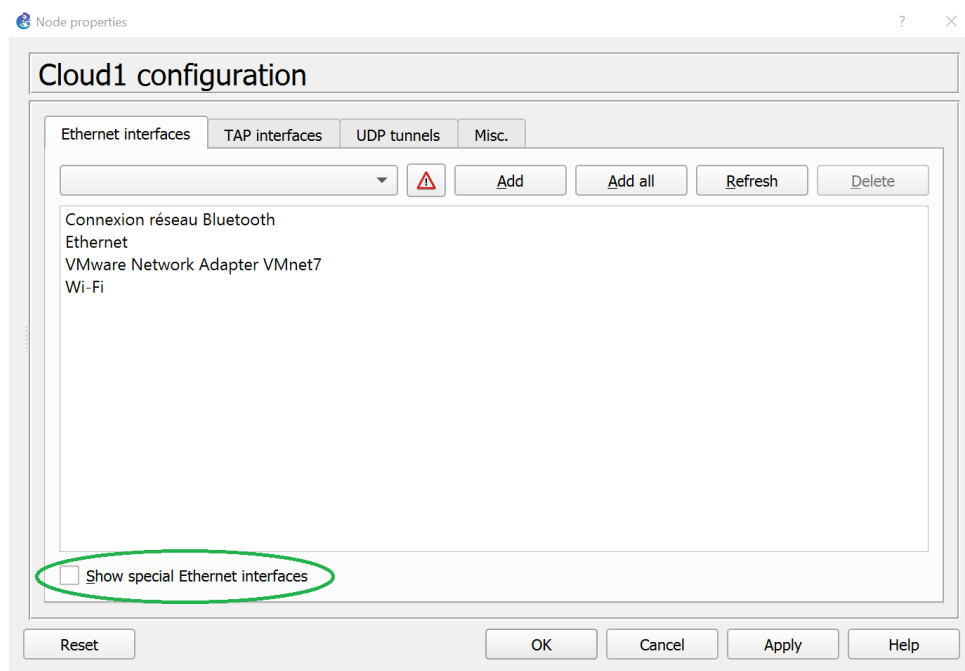 Node properties
Cloud1 configuration
Ethernet interfaces TAP interfaces UDP tunnels Misc.
Add Add all Refresh Delete
Connexion réseau Bluetooth
Ethernet
VMware Network Adapter VMnet7
Wi-Fi
Show special Ethernet interfaces
Reset OK Cancel Apply Help